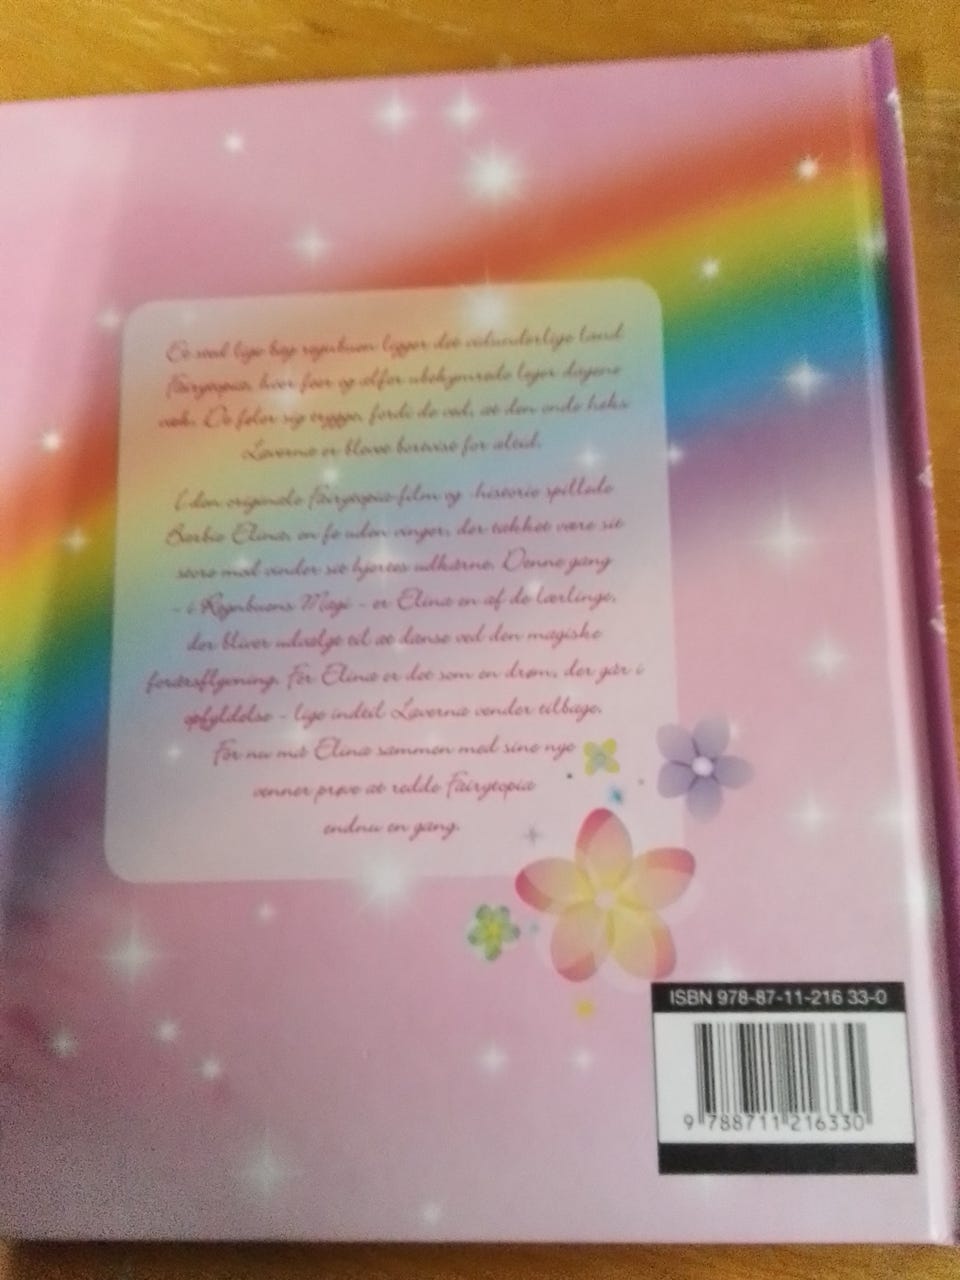 Et sted lige bag regnbuen ligger det vidunderlige land
Fairytopia, hvor feer og alfer ubekymrede leger dagene
væk. De føler sig trygge, fordi de ved, at den onde heks
Laverna er blevet bortvist for altid.
I den originale Fairytopia-film og -historie spillede
Barbie Elina, en fe uden vinger, der takket være sit
store mod vinder sit hjertes udkårne. Denne gang
- i Regnbuens Magi - er Elina en af de lærlinge,
der bliver udvalgt til at danse ved den magiske
forårsflyvning. For Elina er det som en drøm, der går i
opfyldelse - lige indtil Laverna vender tilbage.
For nu må Elina sammen med sine nye
venner prøve at redde Fairytopia
endnu en gang.
ISBN 978-87-11-216 33-0
9 788711 216330